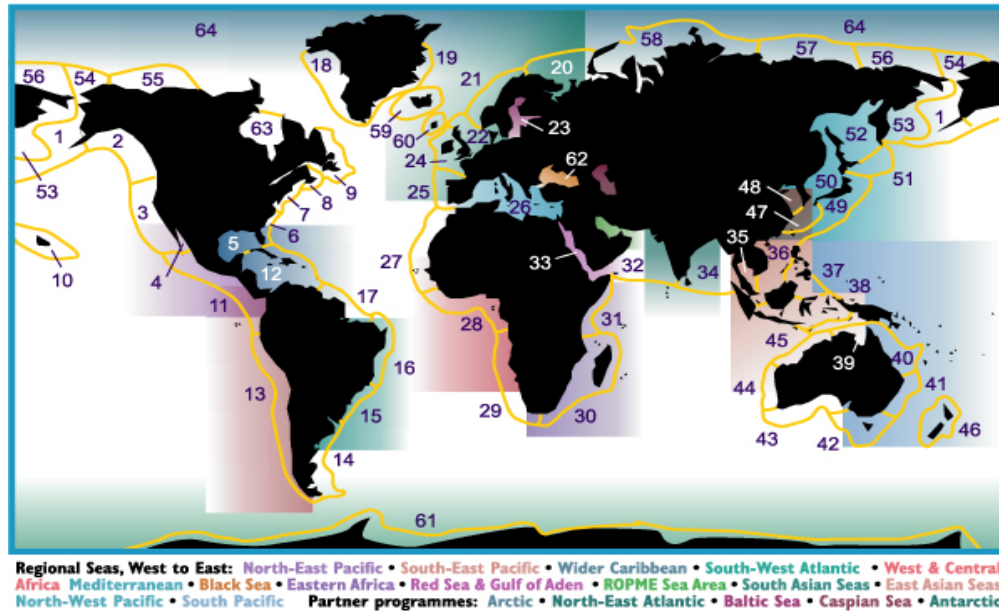 64 64
58 57
56 54 55 18 19 21 20 56 54
63 59 60 22 23 52 53 1
1 2 24 62
53 9 25 50 51
3 8 26 48 49
7 47
10 4 5 6 27 33 32 34 35 36 37
12 38
11 17 28 31
16 45 39 40
13 44 41
15 29 30 43 42 46
14
61
Regional Seas, West to East: North-East Pacific • South-East Pacific • Wider Caribbean • South-West Atlantic • West & Central
Africa Mediterranean • Black Sea • Eastern Africa • Red Sea & Gulf of Aden • ROPME Sea Area • South Asian Seas • East Asian Seas
North-West Pacific • South Pacific Partner programmes: Arctic • North-East Atlantic • Baltic Sea • Caspian Sea • Antarctic